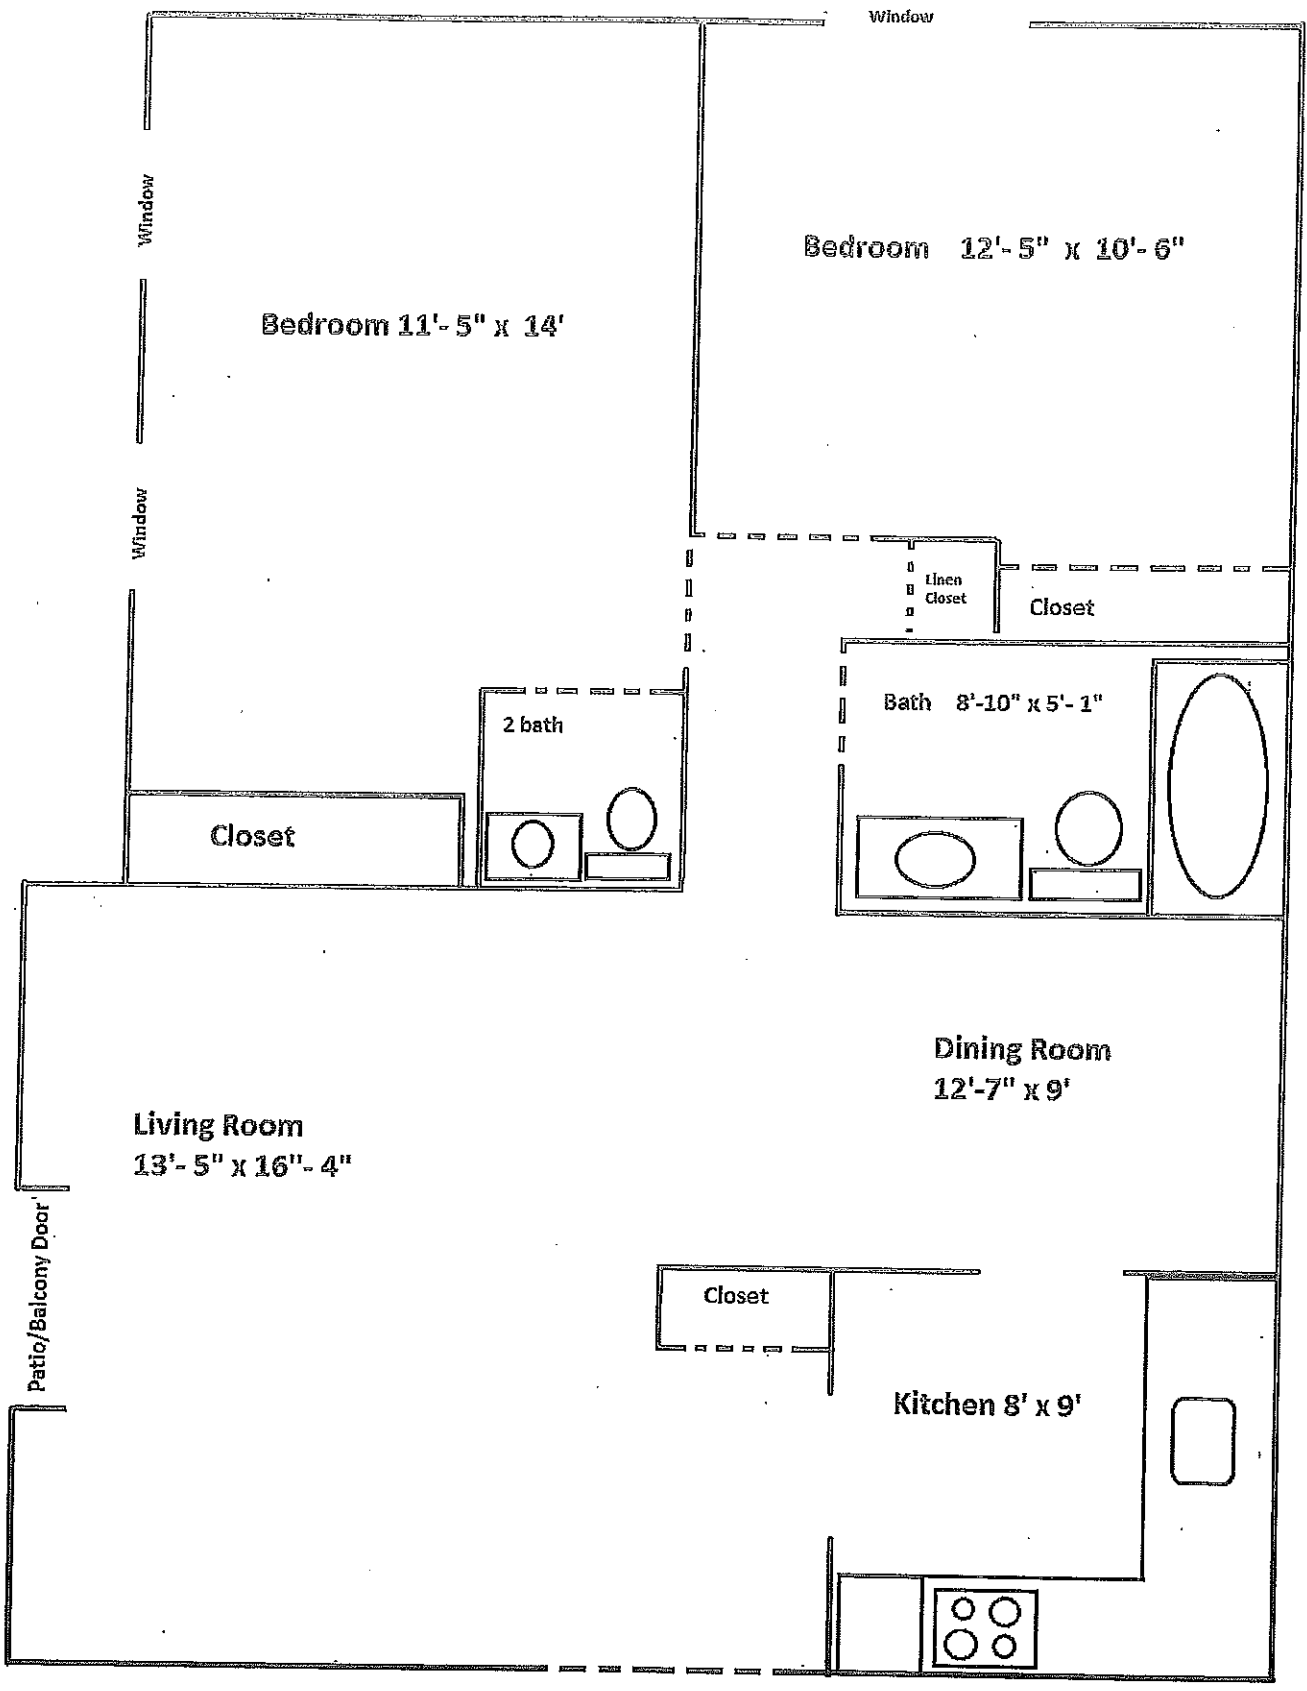 Window
Window
Bedroom 12'- 5" x 10'- 6"
Bedroom 11'- 5" x 14'
Window
Linen
Closet
Closet
Bath 8'-10" x 5'- 1"
2 bath
Closet
Dining Room
12'-7" x 9'
Living Room
13'- 5" x 16"- 4"
Patio/Balcony Door
Closet
Kitchen 8' x 9'